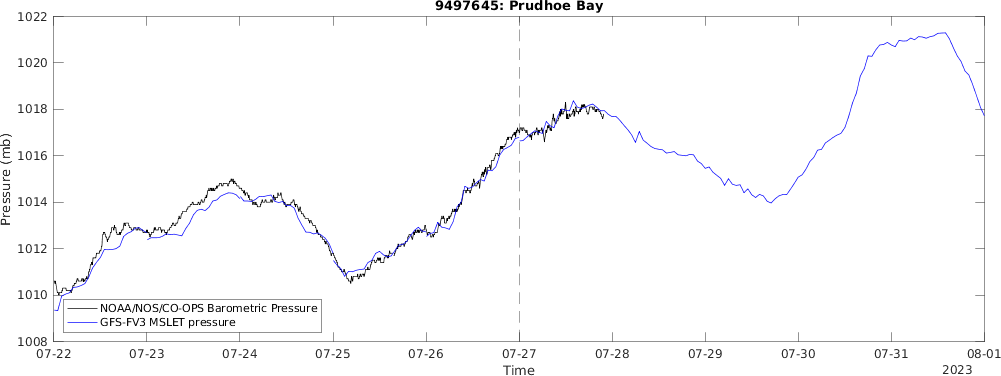 9497645: Prudhoe Bay
1022
1020
1018
1016
1014
1012
1010
1008
Pressure (mb)
NOAA/NOS/CO-OPS Barometric Pressure
GFS-FV3 MSLET pressure
07-22 07-23 07-24 07-25 07-26 07-27 07-28 07-29 07-30 07-31 08-01
Time
2023